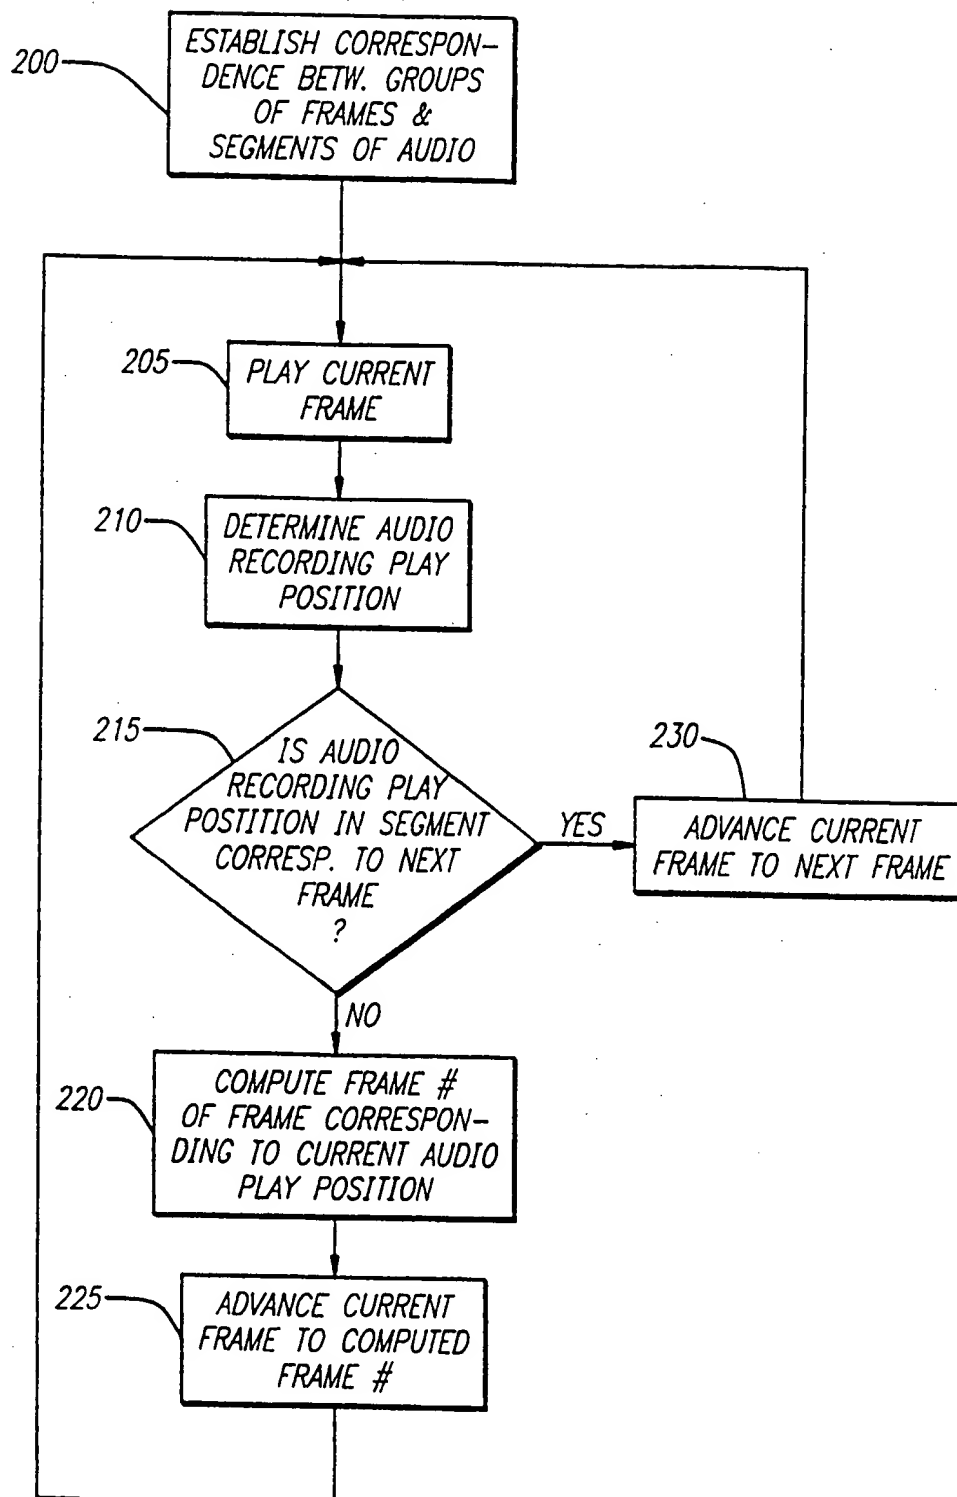 200
ESTABLISH CORRESPON-
DENCE BETW. GROUPS
OF FRAMES &
SEGMENTS OF AUDIO
205
PLAY CURRENT
FRAME
210
DETERMINE AUDIO
RECORDING PLAY
POSITION
215
IS AUDIO
RECORDING PLAY
POSTITION IN SEGMENT
CORRESP. TO NEXT
FRAME
?
YES
230
ADVANCE CURRENT
FRAME TO NEXT FRAME
NO
220
COMPUTE FRAME #
OF FRAME CORRESPON-
DING TO CURRENT AUDIO
PLAY POSITION
225
ADVANCE CURRENT
FRAME TO COMPUTED
FRAME #